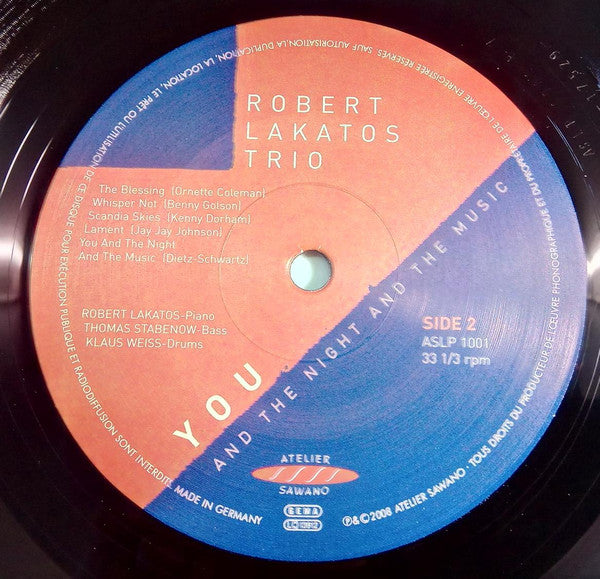 ROBERT
LAKATOS
TRIO
The Blessing (Ornette Coleman)
Whisper Not (Benny Golson)
Scandia Skies (Kenny Dorham)
Lament (Jay Jay Johnson)
You And The Night
And The Music (Dietz-Schwartz)
ROBERT LAKATOS-Piano
THOMAS STABENOW-Bass
KLAUS WEISS-Drums
SIDE 2
ASLP 1001
33 1/3 rpm
YOU
AND THE NIGHT AND THE MUSIC
ATELIER
SAWANO
GEMA
LC 13812
MADE IN GERMANY
℗&©2008 ATELIER SAWANO · TOUS DROITS DU PRODUCTEUR DE L'ŒUVRE PHONOGRAPHIQUE ET DU PROPRIETAIRE DE L'ŒUVRE ENREGISTRÉE RÉSERVÉS. SAUF AUTORISATION, LA DUPLICATION, LA LOCATION, LE PRÊT OU L'UTILISATION DE CE DISQUE POUR EXÉCUTION PUBLIQUE ET RADIODIFFUSION SONT INTERDITS.